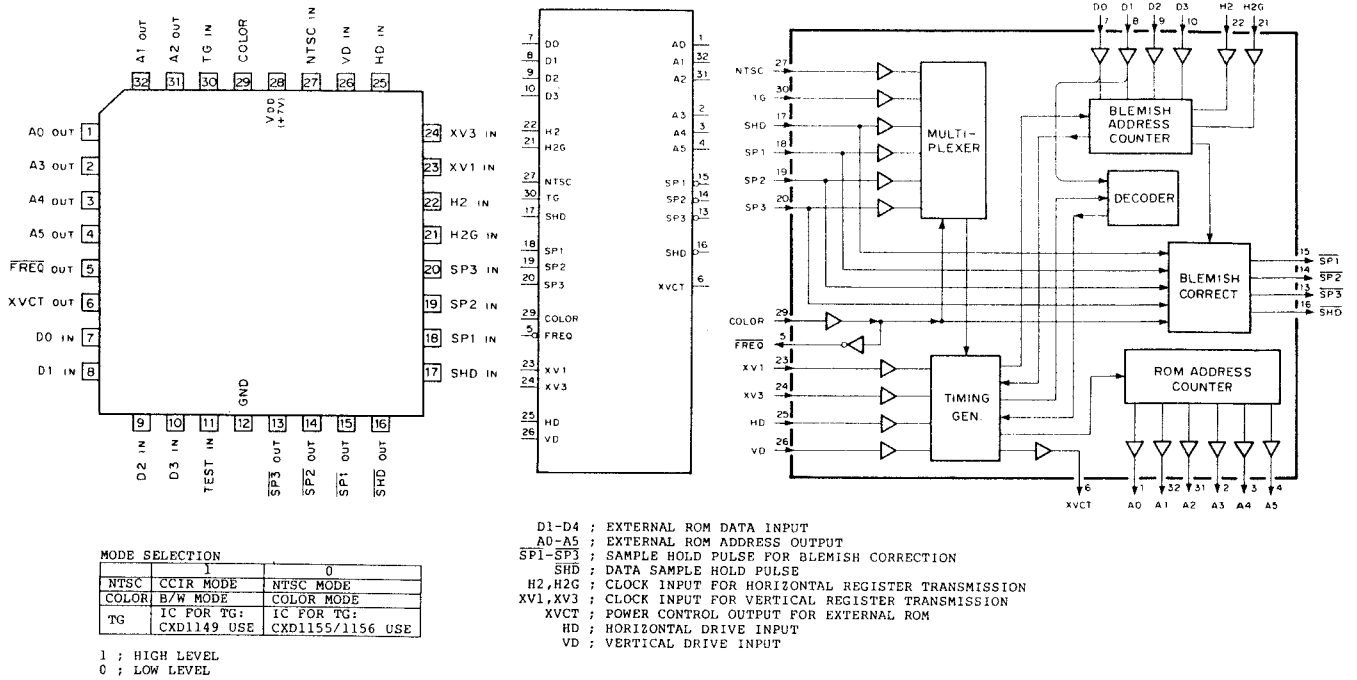 A1 OUT
A2 OUT
TG IN
COLOR
NTSC IN
VD IN
HD IN
32 31 30 29 28 27 26 25
VDD
(+7V)
A0 OUT 1
A3 OUT 2
A4 OUT 3
A5 OUT 4
FREQ OUT 5
XVCT OUT 6
D0 IN 7
D1 IN 8
24 XV3 IN
23 XV1 IN
22 H2 IN
21 H2G IN
20 SP3 IN
19 SP2 IN
18 SP1 IN
17 SHD IN
GND
9 10 11 12 13 14 15 16
D2 IN
D3 IN
TEST IN
SP3 OUT
SP2 OUT
SP1 OUT
SHD OUT
7 D0
8 D1
9 D2
10 D3
22 H2
21 H2G
27 NTSC
30 TG
17 SHD
18 SP1
19 SP2
20 SP3
29 COLOR
5 FREQ
23 XV1
24 XV3
25 HD
26 VD
A0 1
A1 32
A2 31
A3 2
A4 3
A5 4
SP1 15
SP2 14
SP3 13
SHD 16
XVCT 6
D0 D1 D2 D3 H2 H2G
7 8 9 10 22 21
NTSC 27
TG 30
SHD 17
SP1 18
SP2 19
SP3 20
COLOR 29
FREQ 5
XV1 23
XV3 24
HD 25
VD 26
MULTI-
PLEXER
BLEMISH
ADDRESS
COUNTER
DECODER
BLEMISH
CORRECT
15 SP1
14 SP2
13 SP3
16 SHD
TIMING
GEN.
ROM ADDRESS
COUNTER
6 1 32 31 2 3 4
XVCT A0 A1 A2 A3 A4 A5
D1-D4 ; EXTERNAL ROM DATA INPUT
A0-A5 ; EXTERNAL ROM ADDRESS OUTPUT
SP1-SP3 ; SAMPLE HOLD PULSE FOR BLEMISH CORRECTION
SHD ; DATA SAMPLE HOLD PULSE
H2,H2G ; CLOCK INPUT FOR HORIZONTAL REGISTER TRANSMISSION
XV1,XV3 ; CLOCK INPUT FOR VERTICAL REGISTER TRANSMISSION
XVCT ; POWER CONTROL OUTPUT FOR EXTERNAL ROM
HD ; HORIZONTAL DRIVE INPUT
VD ; VERTICAL DRIVE INPUT
MODE SELECTION
1 0
NTSC CCIR MODE NTSC MODE
COLOR B/W MODE COLOR MODE
TG IC FOR TG: IC FOR TG:
CXD1149 USE CXD1155/1156 USE
1 ; HIGH LEVEL
0 ; LOW LEVEL